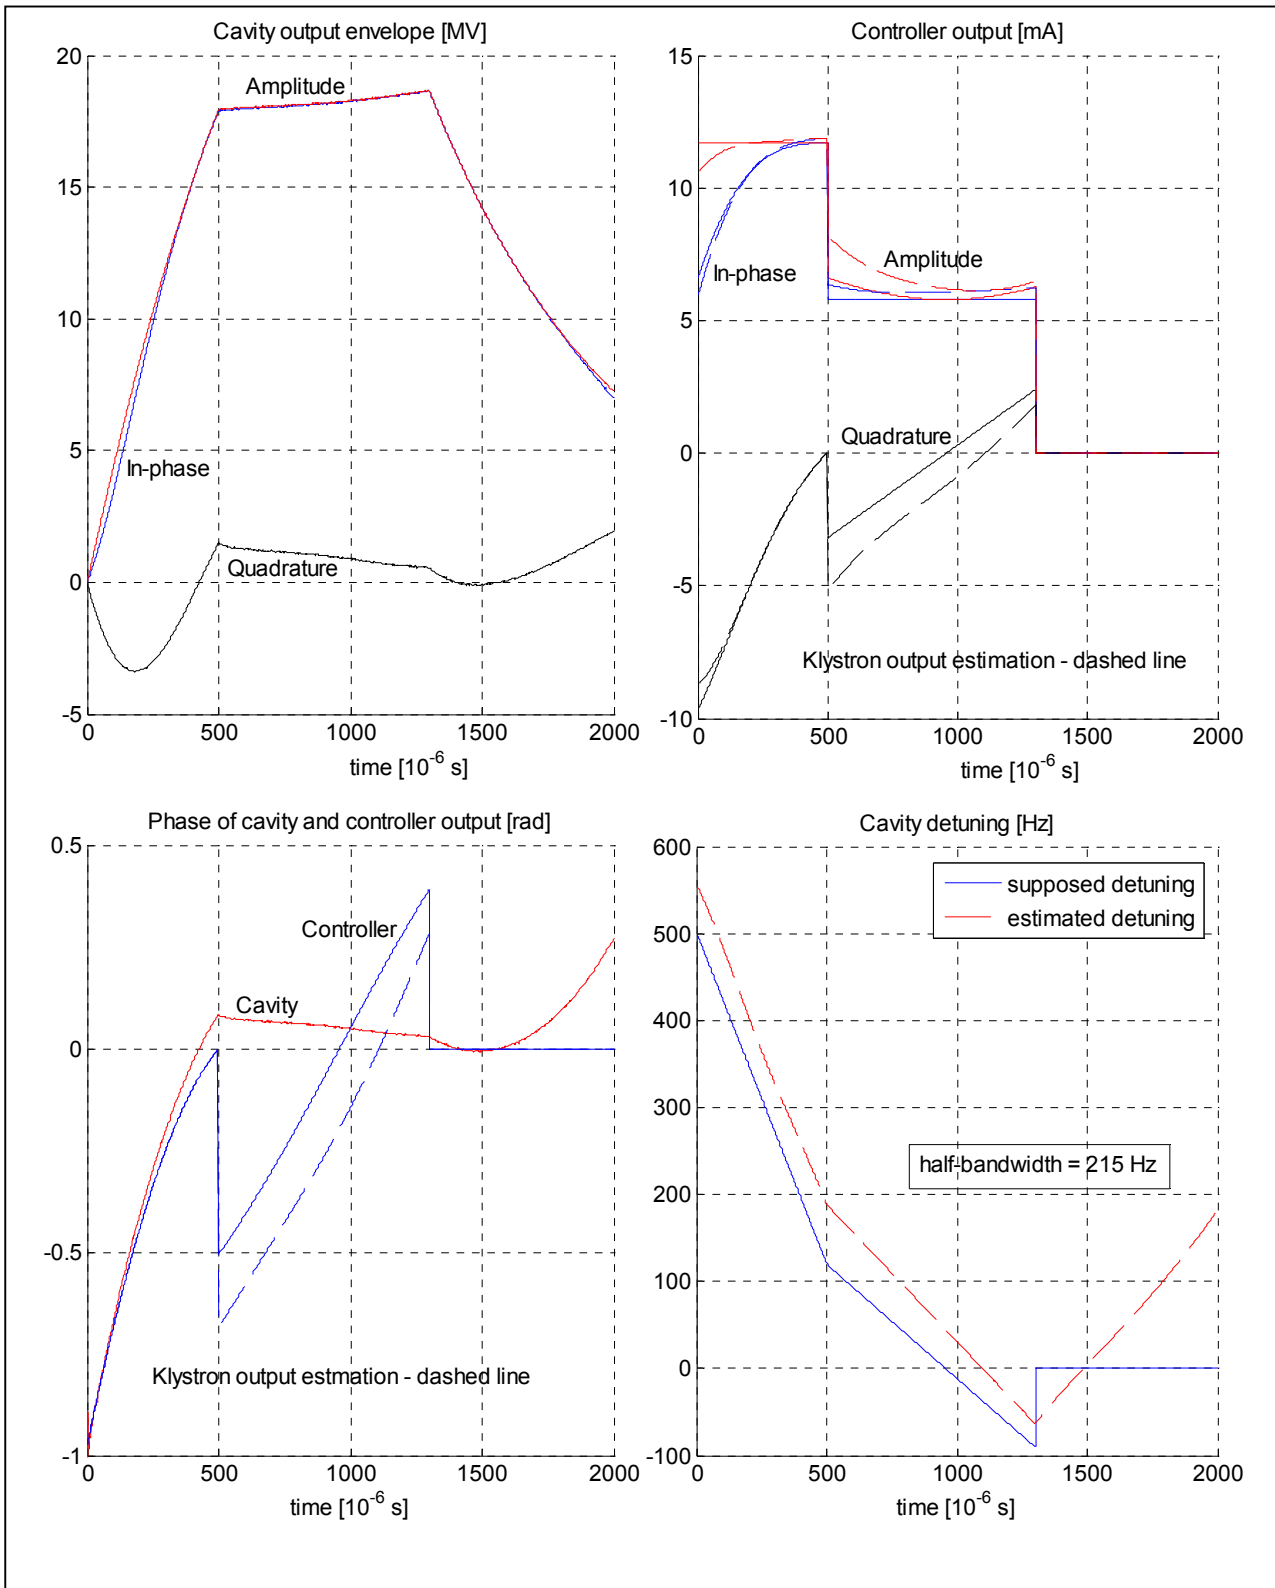 Cavity output envelope [MV]
20
15
10
5
0
-5
Amplitude
In-phase
Quadrature
0 500 1000 1500 2000
time [10⁻⁶ s]
Controller output [mA]
15
10
5
0
-5
-10
In-phase
Amplitude
Quadrature
Klystron output estimation - dashed line
0 500 1000 1500 2000
time [10⁻⁶ s]
Phase of cavity and controller output [rad]
0.5
0
-0.5
-1
Controller
Cavity
Klystron output estmation - dashed line
0 500 1000 1500 2000
time [10⁻⁶ s]
Cavity detuning [Hz]
600
500
400
300
200
100
0
-100
supposed detuning
estimated detuning
half-bandwidth = 215 Hz
0 500 1000 1500 2000
time [10⁻⁶ s]